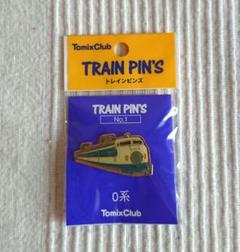 TomixClub
TRAIN PIN'S
トレインピンズ
TRAIN PIN'S
No.1
0系
TomixClub